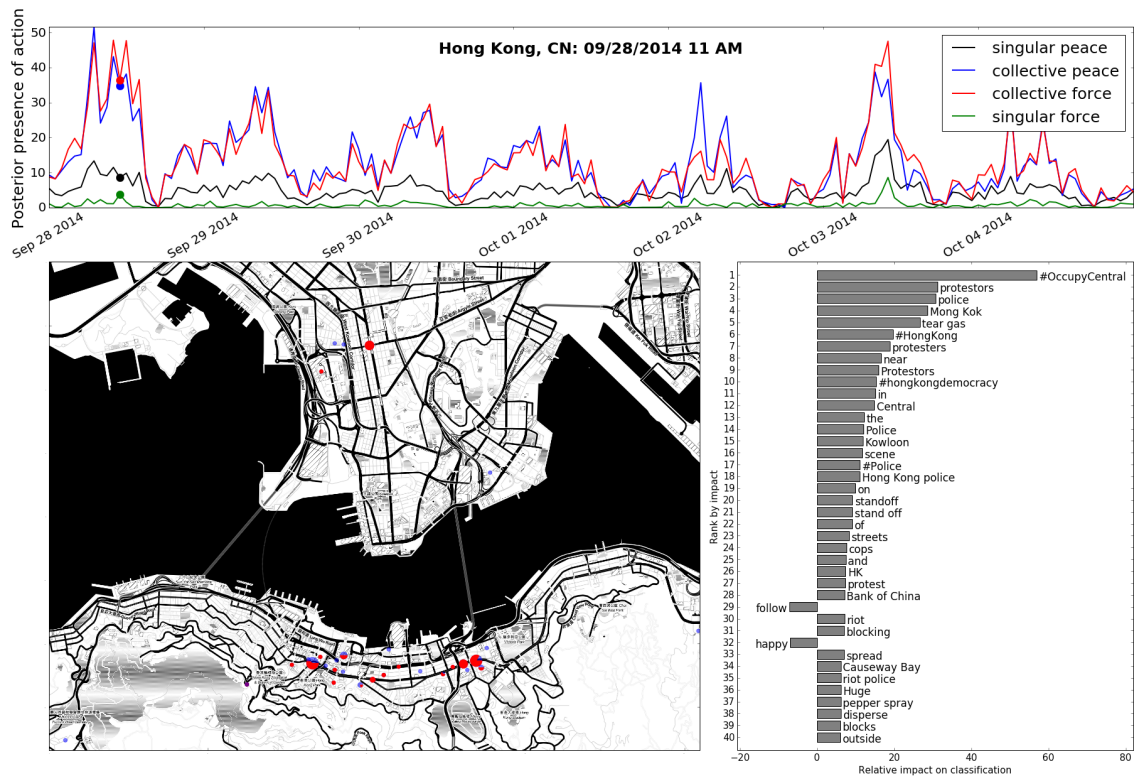 Hong Kong, CN: 09/28/2014 11 AM
Posterior presence of action
50
40
30
20
10
0
singular peace
collective peace
collective force
singular force
Sep 28 2014
Sep 29 2014
Sep 30 2014
Oct 01 2014
Oct 02 2014
Oct 03 2014
Oct 04 2014
Boundary Street
Rank by impact
1 #OccupyCentral
2 protestors
3 police
4 Mong Kok
5 tear gas
6 #HongKong
7 protesters
8 near
9 Protestors
10 #hongkongdemocracy
11 in
12 Central
13 the
14 Police
15 Kowloon
16 scene
17 #Police
18 Hong Kong police
19 on
20 standoff
21 stand off
22 of
23 streets
24 cops
25 and
26 HK
27 protest
28 Bank of China
29 follow
30 riot
31 blocking
32 happy
33 spread
34 Causeway Bay
35 riot police
36 Huge
37 pepper spray
38 disperse
39 blocks
40 outside
−20 0 20 40 60 80
Relative impact on classification